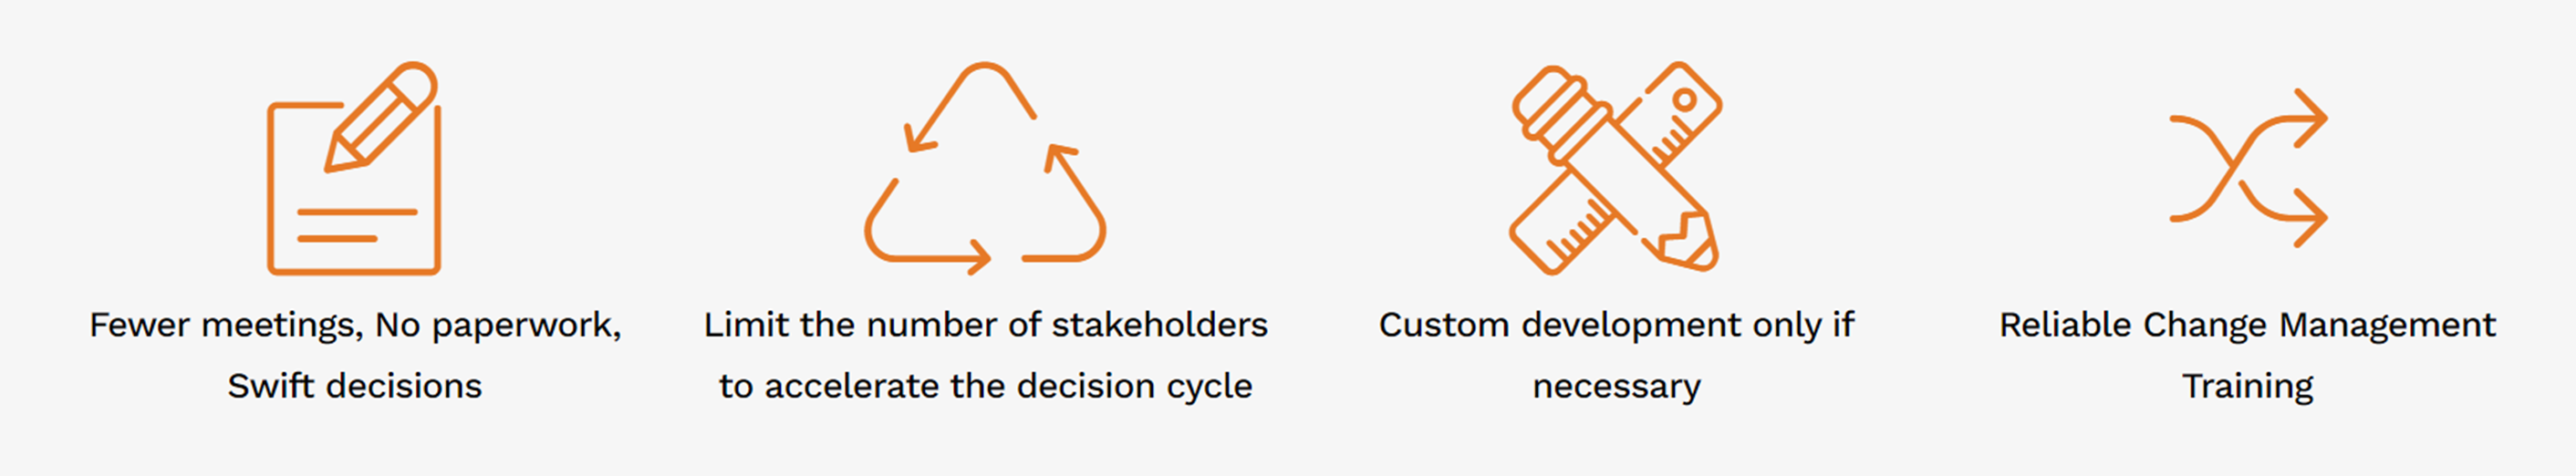 Fewer meetings, No paperwork,
Swift decisions
Limit the number of stakeholders
to accelerate the decision cycle
Custom development only if
necessary
Reliable Change Management
Training